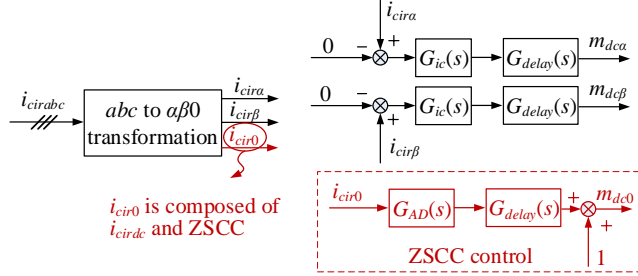 i_cirabc
abc to αβ0
transformation
i_cirα
i_cirβ
i_cir0
i_cir0 is composed of
i_cirdc and ZSCC
i_cirα
0 − + G_ic(s) G_delay(s) m_dcα
0 − + G_ic(s) G_delay(s) m_dcβ
i_cirβ
i_cir0 G_AD(s) G_delay(s) + m_dc0
+
ZSCC control 1